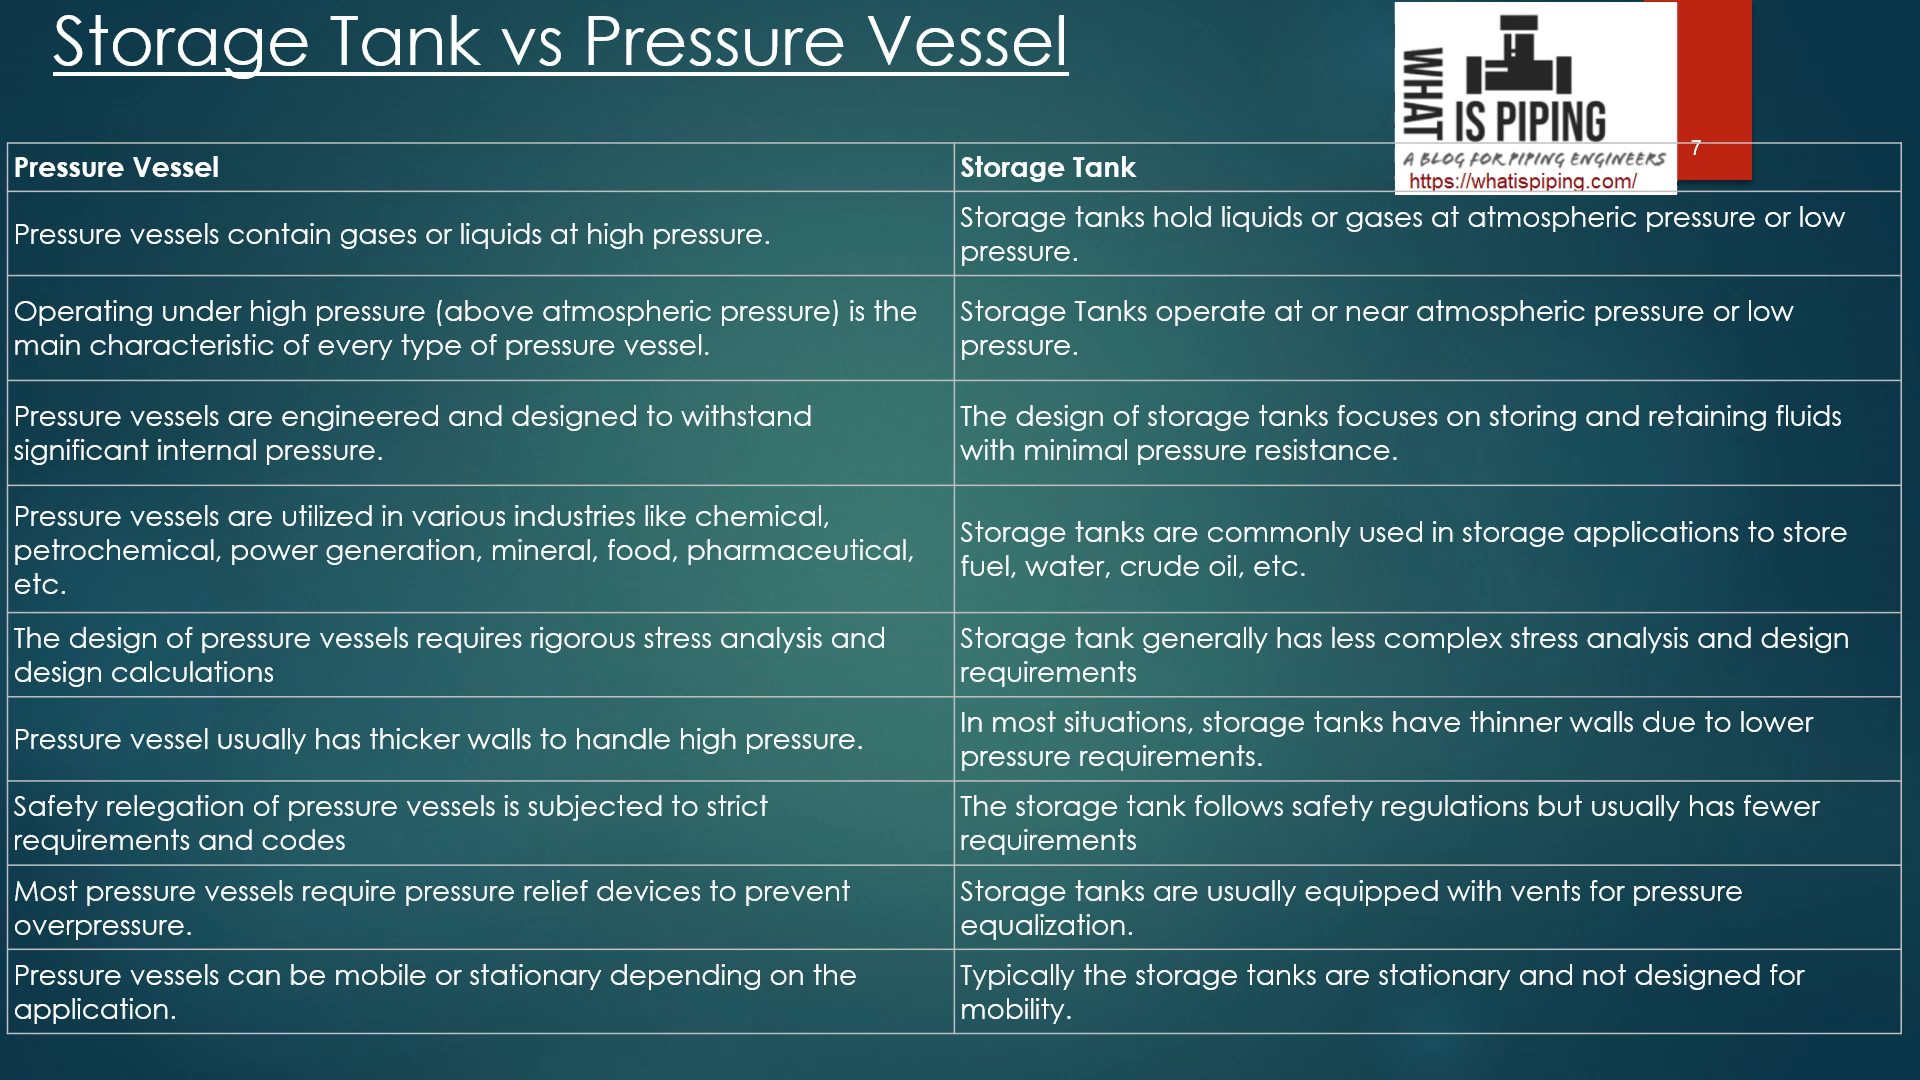 Storage Tank vs Pressure Vessel
WHAT
IS PIPING
A BLOG FOR PIPING ENGINEERS
https://whatispiping.com/
7
Pressure Vessel
Storage Tank
Pressure vessels contain gases or liquids at high pressure.
Storage tanks hold liquids or gases at atmospheric pressure or low
pressure.
Operating under high pressure (above atmospheric pressure) is the
main characteristic of every type of pressure vessel.
Storage Tanks operate at or near atmospheric pressure or low
pressure.
Pressure vessels are engineered and designed to withstand
significant internal pressure.
The design of storage tanks focuses on storing and retaining fluids
with minimal pressure resistance.
Pressure vessels are utilized in various industries like chemical,
petrochemical, power generation, mineral, food, pharmaceutical,
etc.
Storage tanks are commonly used in storage applications to store
fuel, water, crude oil, etc.
The design of pressure vessels requires rigorous stress analysis and
design calculations
Storage tank generally has less complex stress analysis and design
requirements
Pressure vessel usually has thicker walls to handle high pressure.
In most situations, storage tanks have thinner walls due to lower
pressure requirements.
Safety relegation of pressure vessels is subjected to strict
requirements and codes
The storage tank follows safety regulations but usually has fewer
requirements
Most pressure vessels require pressure relief devices to prevent
overpressure.
Storage tanks are usually equipped with vents for pressure
equalization.
Pressure vessels can be mobile or stationary depending on the
application.
Typically the storage tanks are stationary and not designed for
mobility.